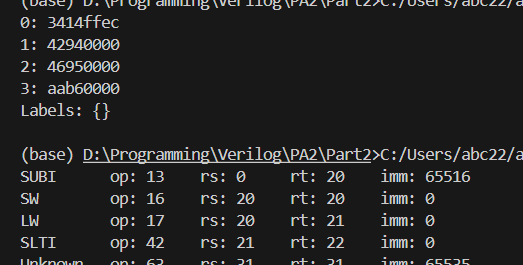 (base) D:\Programming\Verilog\PA2\Part2>C:/Users/abc22/a
0: 3414ffec
1: 42940000
2: 46950000
3: aab60000
Labels: {}
(base) D:\Programming\Verilog\PA2\Part2>C:/Users/abc22/a
SUBI op: 13 rs: 0 rt: 20 imm: 65516
SW op: 16 rs: 20 rt: 20 imm: 0
LW op: 17 rs: 20 rt: 21 imm: 0
SLTI op: 42 rs: 21 rt: 22 imm: 0
Unknown op: 63 rs: 31 rt: 31 imm: 65535